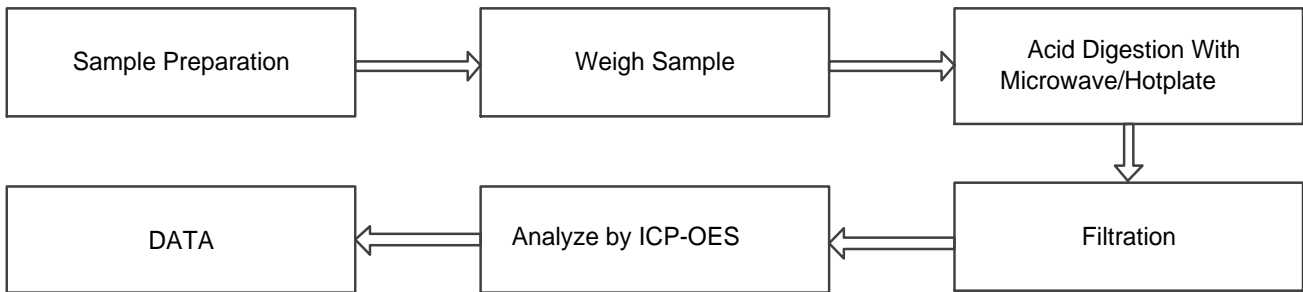 Sample Preparation
Weigh Sample
Acid Digestion With
Microwave/Hotplate
Filtration
Analyze by ICP-OES
DATA